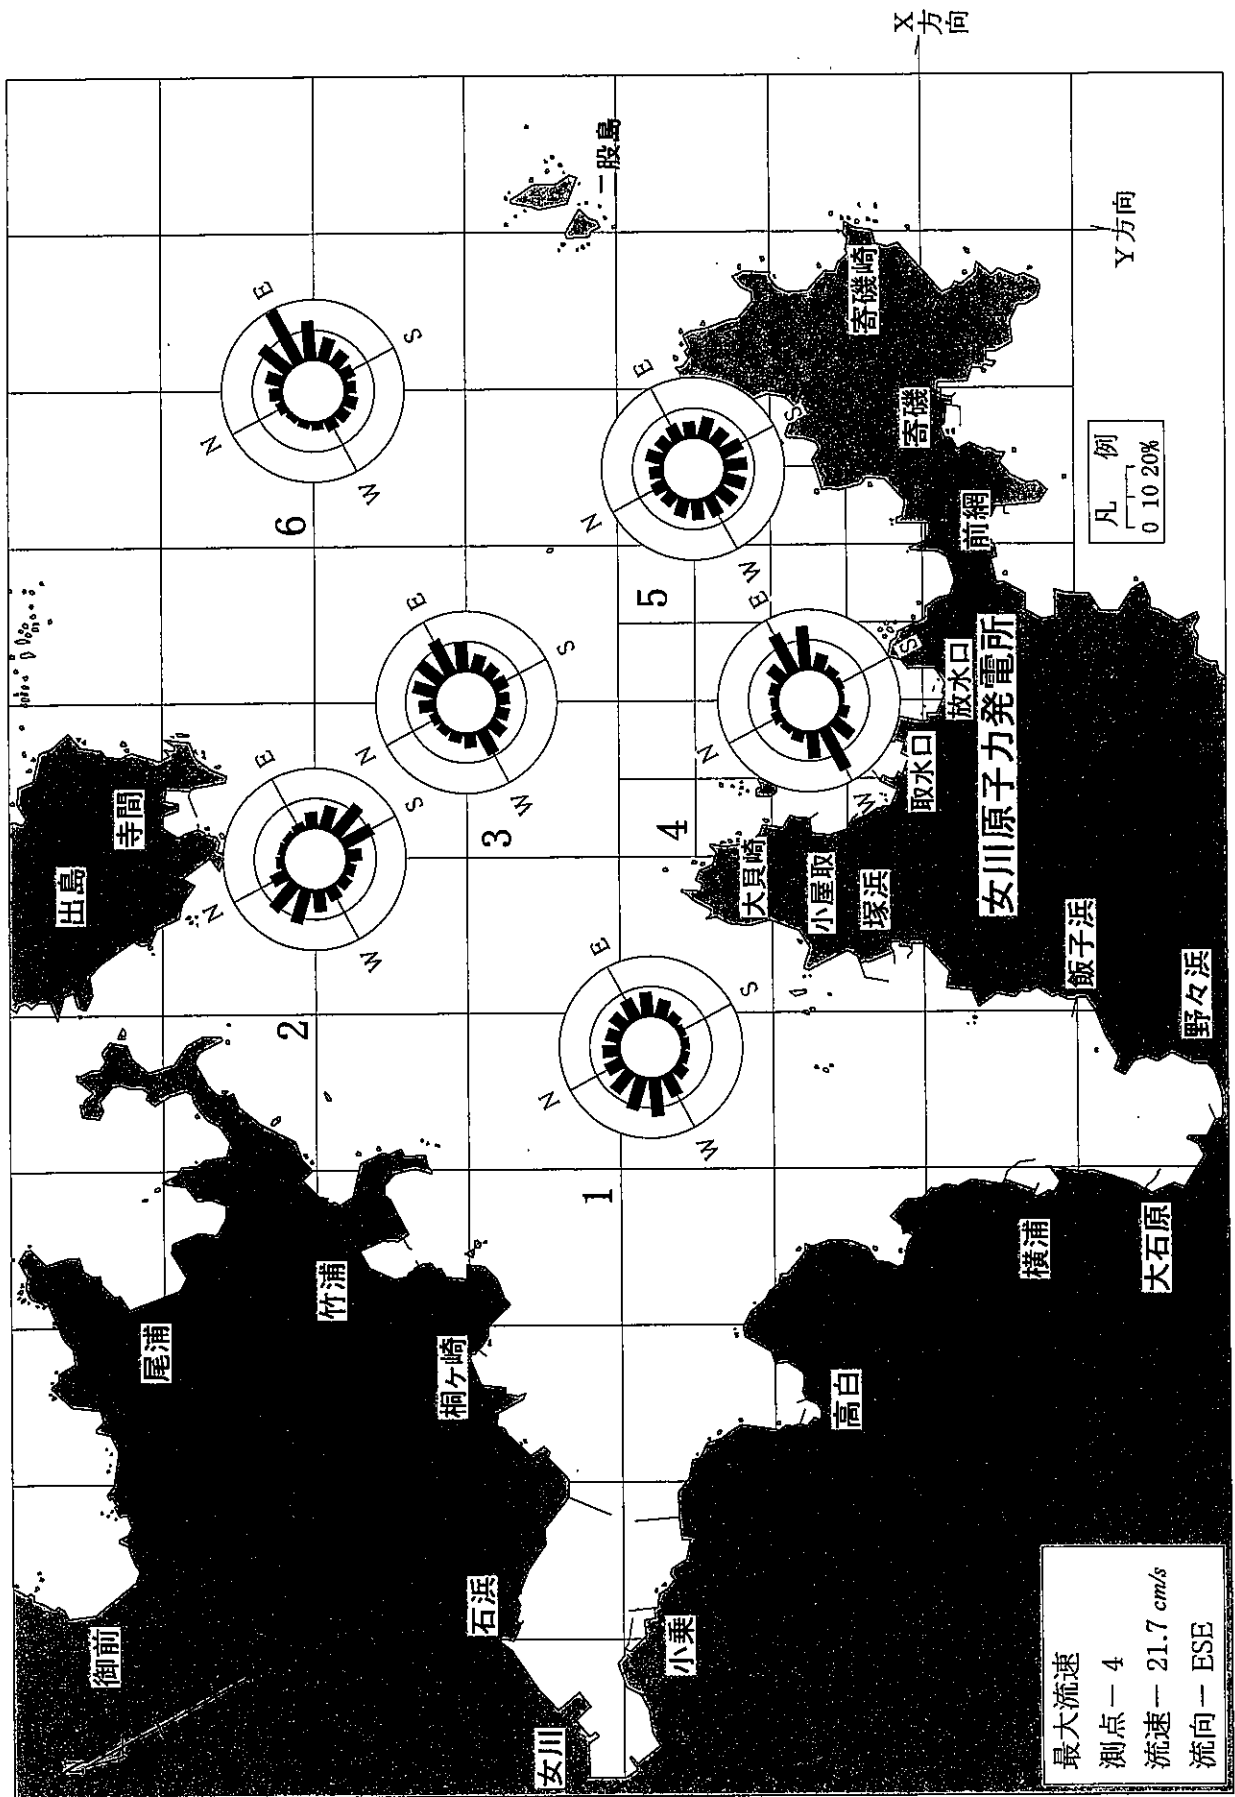 X方向
Y方向
二股島
寄磯崎
寄磯
前網
凡 例
0 10 20%
N
E
S
W
6
N
E
S
W
5
N
E
S
W
3
N
E
S
W
4
N
E
S
W
2
N
E
S
W
1
出島
寺間
大貝崎
小屋取
塚浜
取水口
放水口
女川原子力発電所
飯子浜
野々浜
尾浦
竹浦
桐ヶ崎
高白
横浦
大石原
御前
石浜
小乗
女川
最大流速
測点-4
流速-21.7 cm/s
流向-ESE